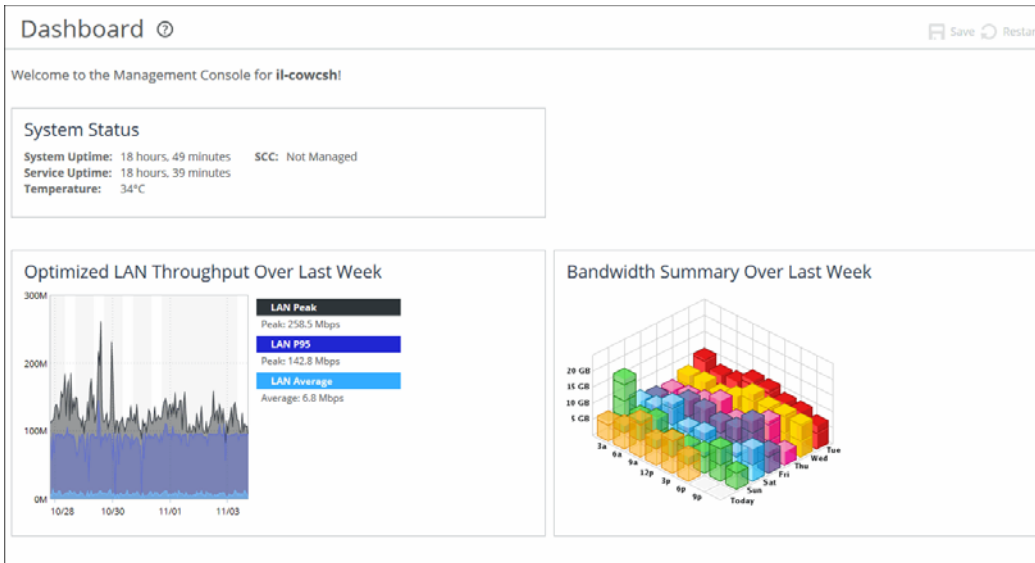 Dashboard ?
Save Restar
Welcome to the Management Console for il-cowcsh!
System Status
System Uptime: 18 hours, 49 minutes SCC: Not Managed
Service Uptime: 18 hours, 39 minutes
Temperature: 34°C
Optimized LAN Throughput Over Last Week
300M
200M
100M
0M
10/28 10/30 11/01 11/03
LAN Peak
Peak: 258.5 Mbps
LAN P95
Peak: 142.8 Mbps
LAN Average
Average: 6.8 Mbps
Bandwidth Summary Over Last Week
20 GB
15 GB
10 GB
5 GB
3a
6a
9a
12p
3p
6p
9p
Today
Sun
Sat
Fri
Thu
Wed
Tue